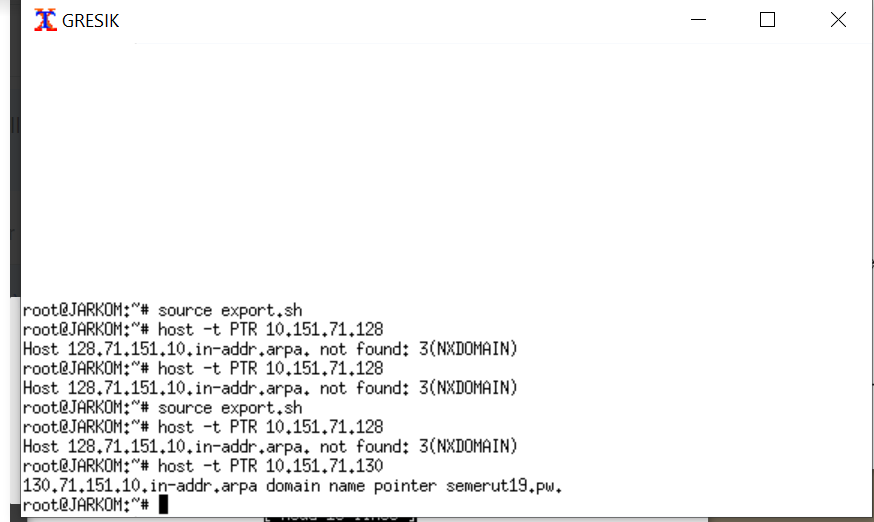 GRESIK
root@JARKOM:~# source export.sh
root@JARKOM:~# host -t PTR 10.151.71.128
Host 128.71.151.10.in-addr.arpa. not found: 3(NXDOMAIN)
root@JARKOM:~# host -t PTR 10.151.71.128
Host 128.71.151.10.in-addr.arpa. not found: 3(NXDOMAIN)
root@JARKOM:~# source export.sh
root@JARKOM:~# host -t PTR 10.151.71.128
Host 128.71.151.10.in-addr.arpa. not found: 3(NXDOMAIN)
root@JARKOM:~# host -t PTR 10.151.71.130
130.71.151.10.in-addr.arpa domain name pointer semerut19.pw.
root@JARKOM:~#